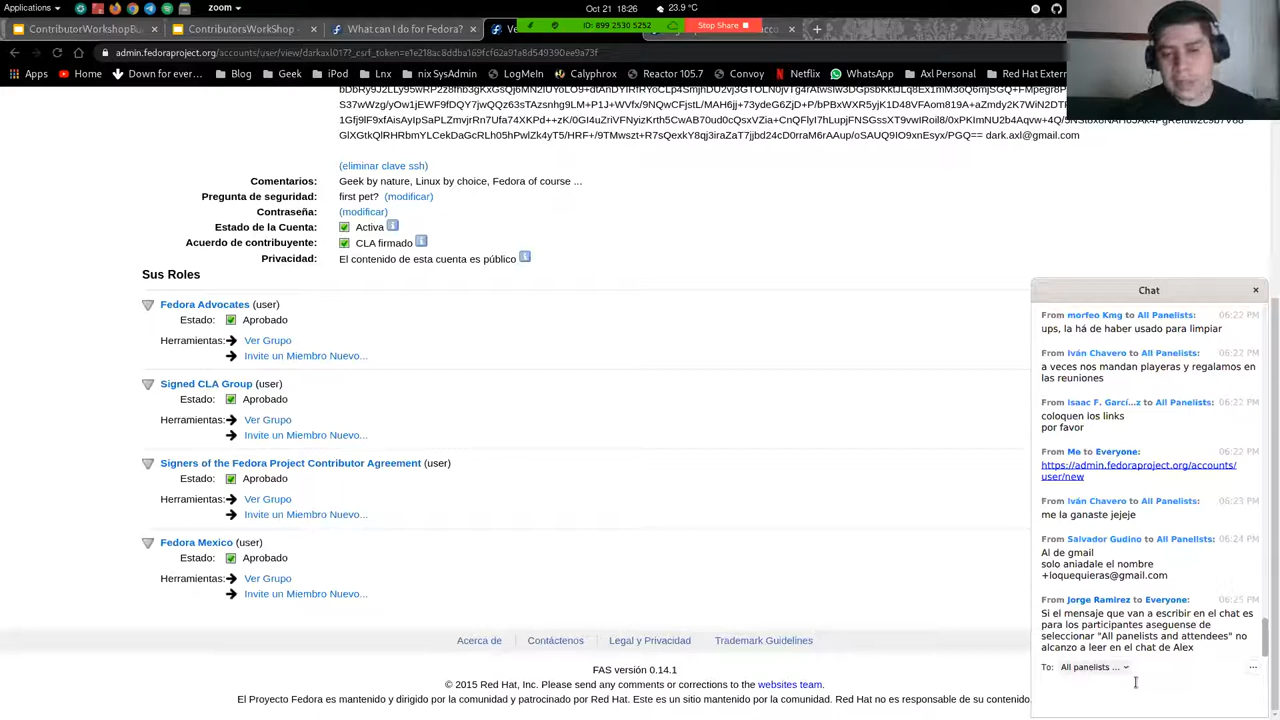 Applications
zoom
Oct 21 18:26
23.9 °C
ContributorWorkshopBu
ContributorsWorkShop
What can I do for Fedora?
ID: 899 2530 5252
Stop Share
admin.fedoraproject.org/accounts/user/view/darkaxl017?_csrf_token=e1e218ac8ddba169fcf62a91a8d549390ee9a73f
Apps
Home
Down for ever...
Blog
Geek
iPod
Lnx
nix SysAdmin
LogMeIn
Calyphrox
Reactor 105.7
Convoy
Netflix
WhatsApp
Axl Personal
Red Hat Extern
dark.axl@gmail.com
(eliminar clave ssh)
Comentarios: Geek by nature, Linux by choice, Fedora of course ...
Pregunta de seguridad: first pet? (modificar)
Contraseña: (modificar)
Estado de la Cuenta: Activa
Acuerdo de contribuyente: CLA firmado
Privacidad: El contenido de esta cuenta es público
Sus Roles
Fedora Advocates (user)
Estado: Aprobado
Herramientas: Ver Grupo
Invite un Miembro Nuevo...
Signed CLA Group (user)
Estado: Aprobado
Herramientas: Ver Grupo
Invite un Miembro Nuevo...
Signers of the Fedora Project Contributor Agreement (user)
Estado: Aprobado
Herramientas: Ver Grupo
Invite un Miembro Nuevo...
Fedora Mexico (user)
Estado: Aprobado
Herramientas: Ver Grupo
Invite un Miembro Nuevo...
Acerca de
Contáctenos
Legal y Privacidad
Trademark Guidelines
FAS versión 0.14.1
© 2015 Red Hat, Inc. Please send any comments or corrections to the websites team.
El Proyecto Fedora es mantenido y dirigido por la comunidad y patrocinado por Red Hat. Este es un sitio mantenido por la comunidad. Red Hat no es responsable de su contenido.
Chat
From morfeo Kmg to All Panelists: 06:22 PM
ups, la há de haber usado para limpiar
From Iván Chavero to All Panelists: 06:22 PM
a veces nos mandan playeras y regalamos en
las reuniones
From Isaac F. Garcí...z to All Panelists: 06:22 PM
coloquen los links
por favor
From Me to Everyone: 06:22 PM
https://admin.fedoraproject.org/accounts/
user/new
From Iván Chavero to All Panelists: 06:23 PM
me la ganaste jejeje
From Salvador Gudino to All Panelists: 06:24 PM
Al de gmail
solo aniadale el nombre
+loquequieras@gmail.com
From Jorge Ramirez to Everyone: 06:25 PM
Si el mensaje que van a escribir en el chat es
para los participantes aseguense de
seleccionar "All panelists and attendees" no
alcanzo a leer en el chat de Alex
To: All panelists ...